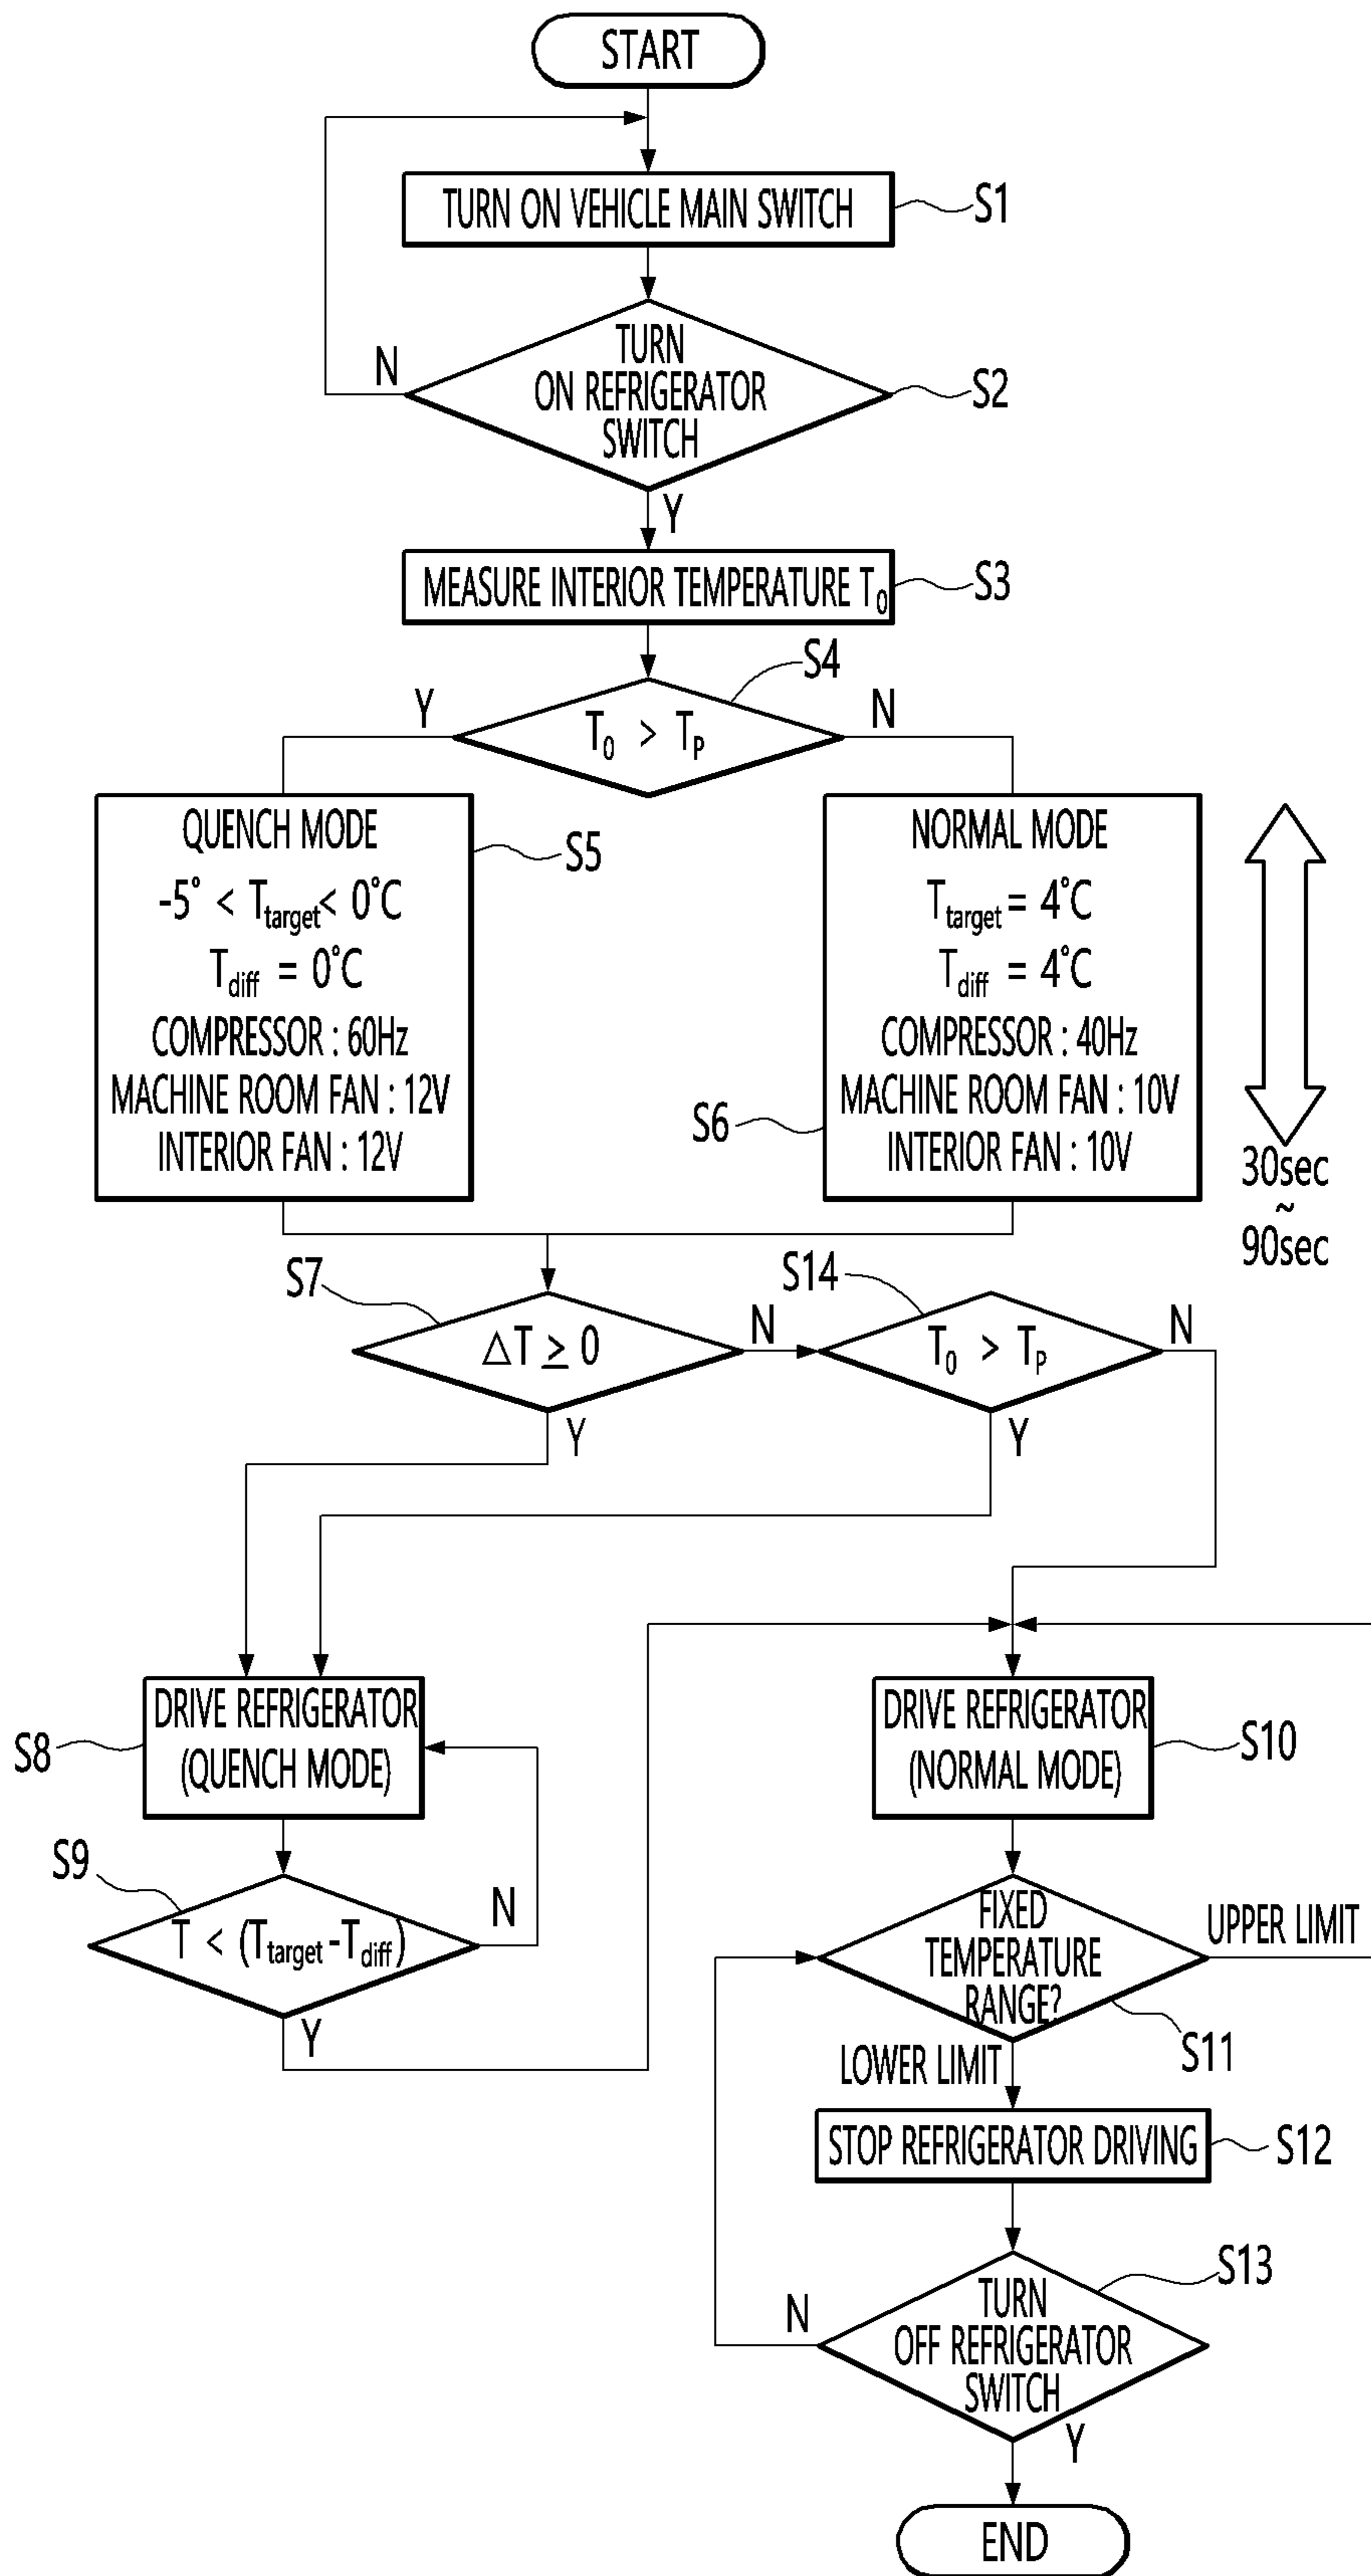 START
TURN ON VEHICLE MAIN SWITCH
S1
TURN
ON REFRIGERATOR
SWITCH
N
S2
Y
MEASURE INTERIOR TEMPERATURE T0
S3
S4
Y
T0 > TP
N
QUENCH MODE
-5° < Ttarget < 0°C
Tdiff = 0°C
COMPRESSOR : 60Hz
MACHINE ROOM FAN : 12V
INTERIOR FAN : 12V
S5
NORMAL MODE
Ttarget = 4°C
Tdiff = 4°C
COMPRESSOR : 40Hz
MACHINE ROOM FAN : 10V
INTERIOR FAN : 10V
S6
30sec
~
90sec
S7
△T ≥ 0
N
Y
S14
T0 > TP
N
Y
DRIVE REFRIGERATOR
(QUENCH MODE)
S8
S9
T < (Ttarget -Tdiff)
N
Y
DRIVE REFRIGERATOR
(NORMAL MODE)
S10
FIXED
TEMPERATURE
RANGE?
UPPER LIMIT
S11
LOWER LIMIT
STOP REFRIGERATOR DRIVING
S12
S13
TURN
OFF REFRIGERATOR
SWITCH
N
Y
END